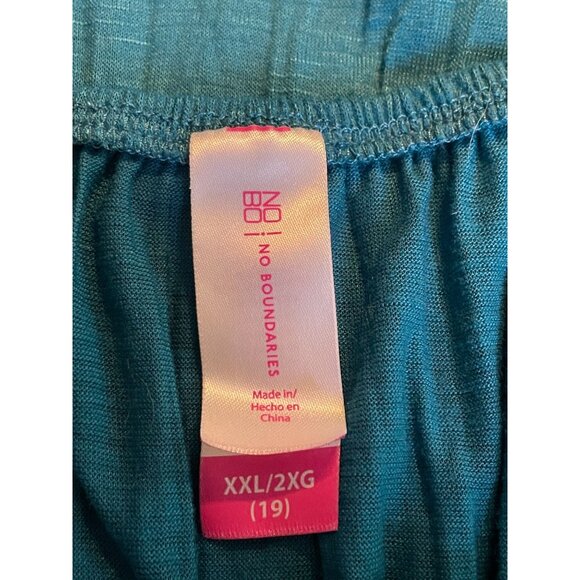 NO!
BO!
NO BOUNDARIES
Made in/
Hecho en
China
XXL/2XG
(19)